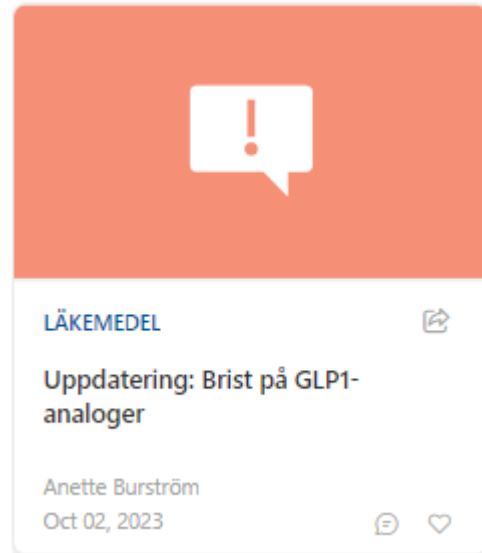 LÄKEMEDEL
Uppdatering: Brist på GLP1-
analoger
Anette Burström
Oct 02, 2023